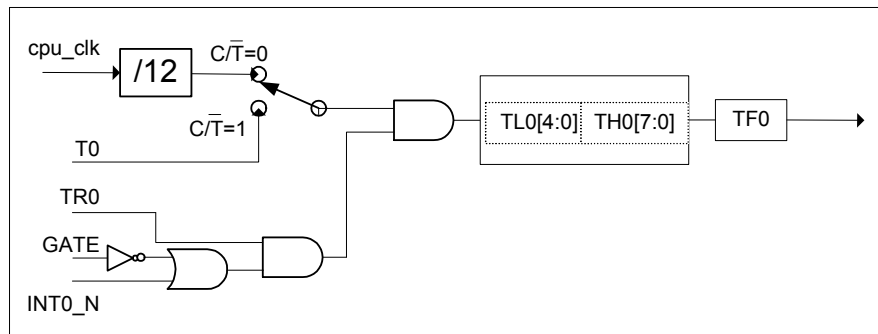 cpu_clk
/12
C/T̅=0
C/T̅=1
T0
TR0
GATE
INT0_N
TL0[4:0]
TH0[7:0]
TF0